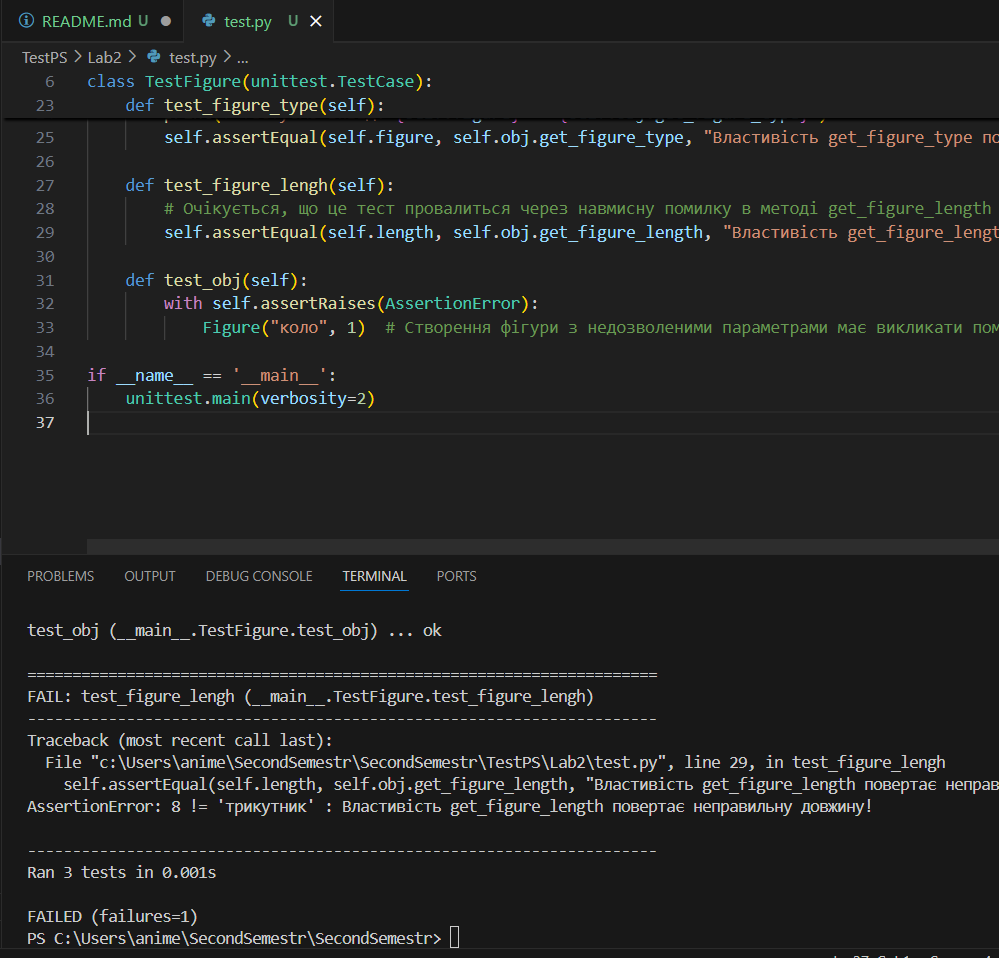 README.md U ● test.py U ×
TestPS > Lab2 > test.py > ...
6 class TestFigure(unittest.TestCase):
23 def test_figure_type(self):
25 self.assertEqual(self.figure, self.obj.get_figure_type, "Властивість get_figure_type по
26
27 def test_figure_lengh(self):
28 # Очікується, що це тест провалиться через навмисну помилку в методі get_figure_length
29 self.assertEqual(self.length, self.obj.get_figure_length, "Властивість get_figure_lengt
30
31 def test_obj(self):
32 with self.assertRaises(AssertionError):
33 Figure("коло", 1) # Створення фігури з недозволеними параметрами має викликати пом
34
35 if __name__ == '__main__':
36 unittest.main(verbosity=2)
37
PROBLEMS OUTPUT DEBUG CONSOLE TERMINAL PORTS
test_obj (__main__.TestFigure.test_obj) ... ok
======================================================================
FAIL: test_figure_lengh (__main__.TestFigure.test_figure_lengh)
----------------------------------------------------------------------
Traceback (most recent call last):
File "c:\Users\anime\SecondSemestr\SecondSemestr\TestPS\Lab2\test.py", line 29, in test_figure_lengh
self.assertEqual(self.length, self.obj.get_figure_length, "Властивість get_figure_length повертає неправ
AssertionError: 8 != 'трикутник' : Властивість get_figure_length повертає неправильну довжину!
----------------------------------------------------------------------
Ran 3 tests in 0.001s
FAILED (failures=1)
PS C:\Users\anime\SecondSemestr\SecondSemestr>